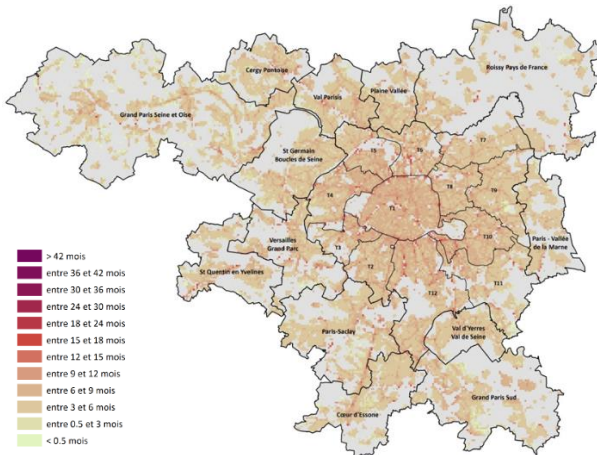 Cergy Pontoise
Roissy Pays de France
Val Parisis
Plaine Vallée
Grand Paris Seine et Oise
St Germain
Boucles de Seine
T5
T6
T7
T8
T9
T4
T1
T10
T3
T2
T11
T12
Paris - Vallée
de la Marne
Versailles
Grand Parc
St Quentin en Yvelines
Paris-Saclay
Val d'Yerres
Val de Seine
Grand Paris Sud
Cœur d'Essone
> 42 mois
entre 36 et 42 mois
entre 30 et 36 mois
entre 24 et 30 mois
entre 18 et 24 mois
entre 15 et 18 mois
entre 12 et 15 mois
entre 9 et 12 mois
entre 6 et 9 mois
entre 3 et 6 mois
entre 0.5 et 3 mois
< 0.5 mois